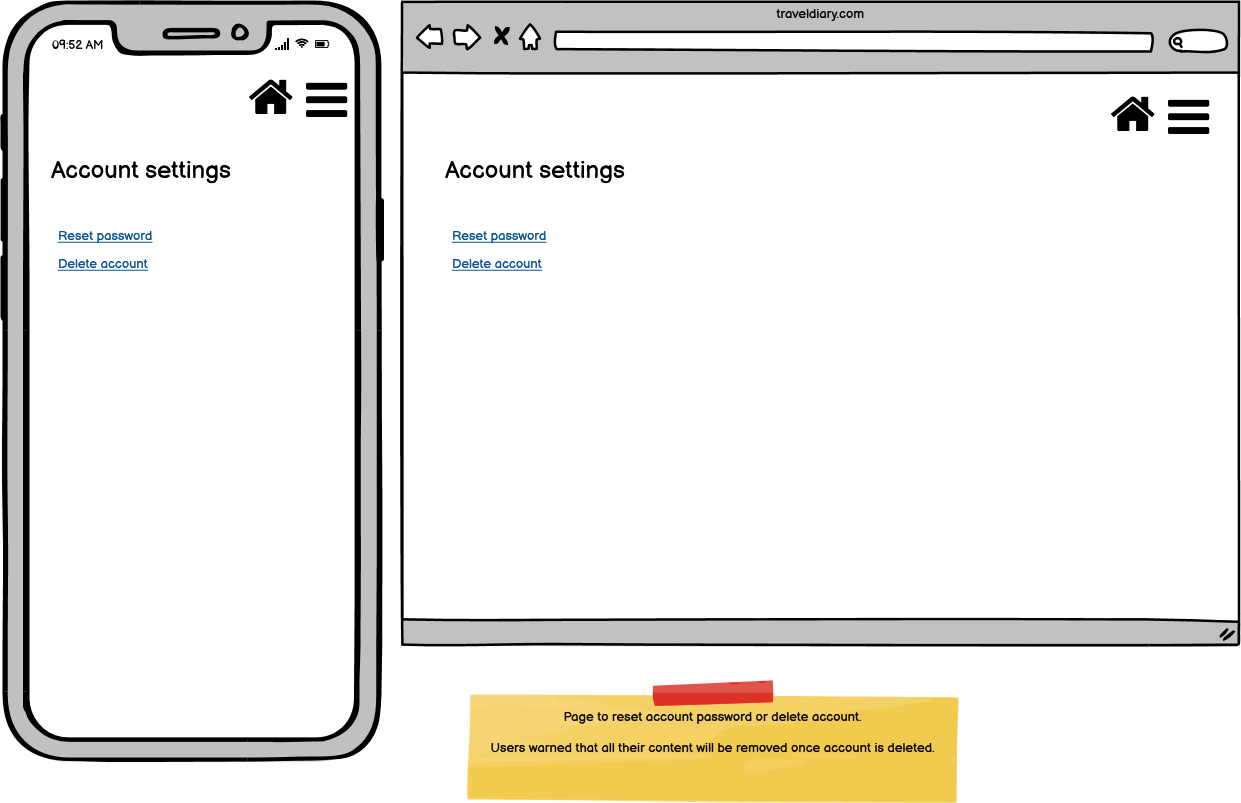 09:52 AM
Account settings
Reset password
Delete account
traveldiary.com
Account settings
Reset password
Delete account
Page to reset account password or delete account.
Users warned that all their content will be removed once account is deleted.